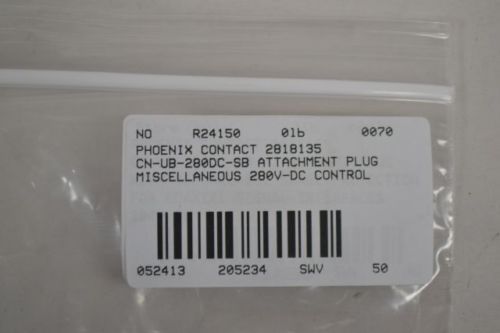 NO R24150 01b 0070
PHOENIX CONTACT 2818135
CN-UB-280DC-SB ATTACHMENT PLUG
MISCELLANEOUS 280V-DC CONTROL
052413 205234 SWV 50